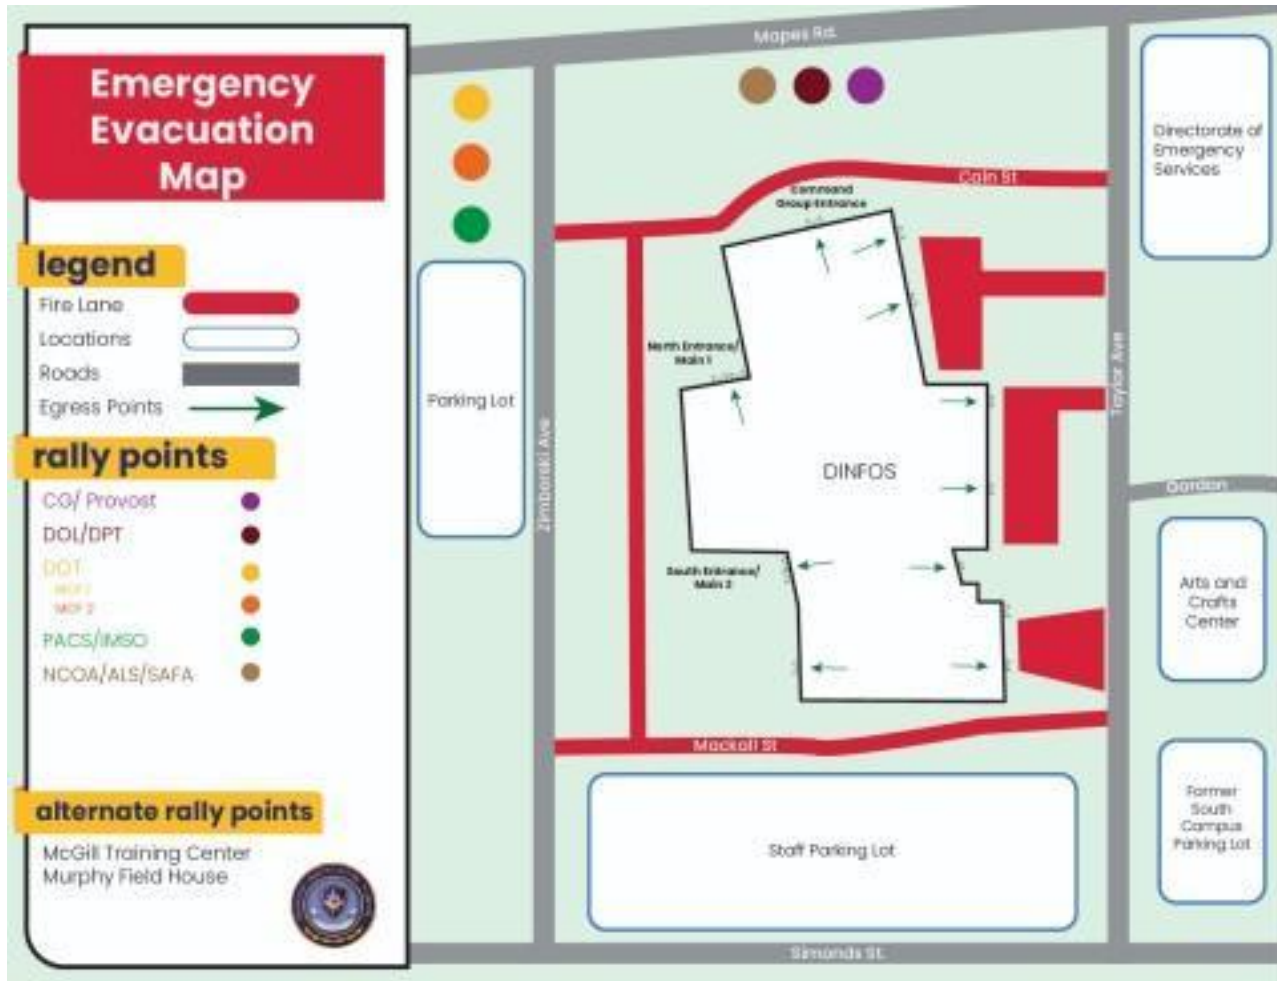 Emergency
Evacuation
Map
legend
Fire Lane
Locations
Roads
Egress Points
rally points
CG/ Provost
DOL/DPT
DOT
MOF 2
PACS/IMSO
NCOA/ALS/SAFA
alternate rally points
McGill Training Center
Murphy Field House
Mapes Rd.
Directorate of
Emergency
Services
Cain St
Command
Group Entrance
North Entrance/
Main 1
Parking Lot
Taylor Ave
Zimborski Ave
DINFOS
Gordon
South Entrance/
Main 2
Arts and
Crafts
Center
Mackall St
Former
South
Campus
Parking Lot
Staff Parking Lot
Simonds St.